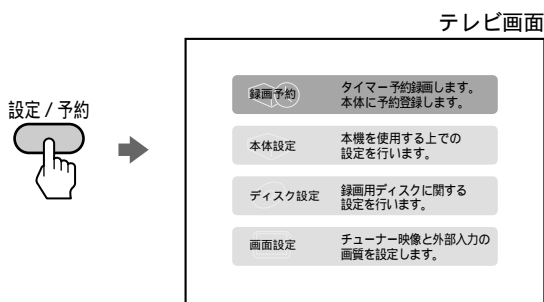 テレビ画面
設定 / 予約
録画予約
タイマー予約録画します。
本体に予約登録します。
本体設定
本機を使用する上での
設定を行います。
ディスク設定
録画用ディスクに関する
設定を行います。
画面設定
チューナー映像と外部入力の
画質を設定します。